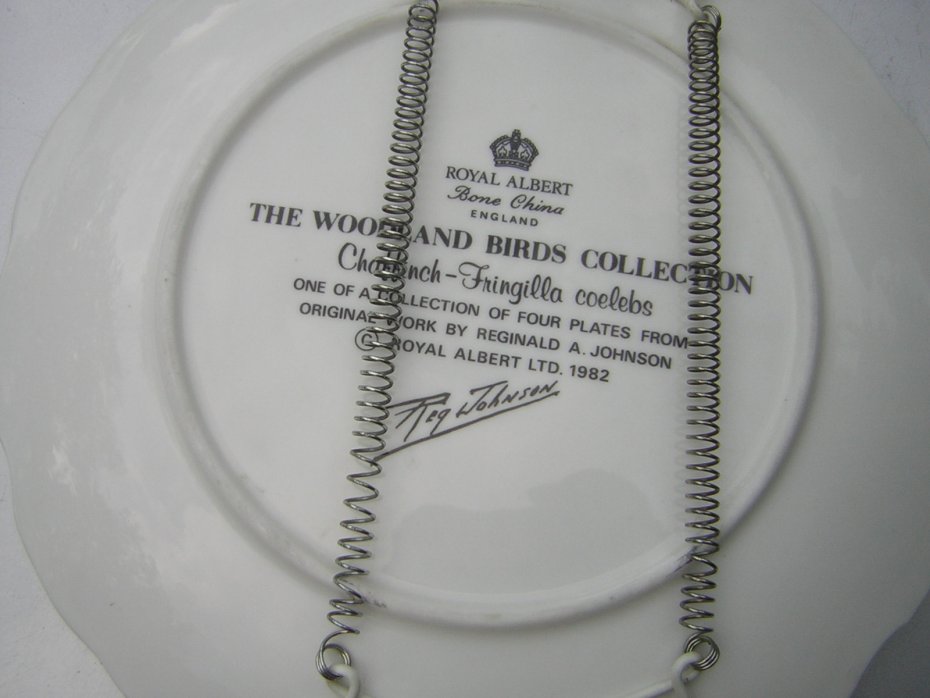 ROYAL ALBERT
Bone China
ENGLAND
THE WOODLAND BIRDS COLLECTION
Chaffinch-Fringilla coelebs
ONE OF A COLLECTION OF FOUR PLATES FROM
ORIGINAL WORK BY REGINALD A. JOHNSON
© ROYAL ALBERT LTD. 1982
Reg Johnson